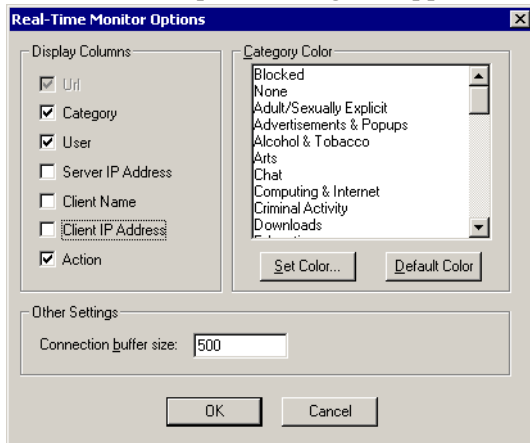 Real-Time Monitor Options
Display Columns
Url
Category
User
Server IP Address
Client Name
Client IP Address
Action
Category Color
Blocked
None
Adult/Sexually Explicit
Advertisements & Popups
Alcohol & Tobacco
Arts
Chat
Computing & Internet
Criminal Activity
Downloads
Set Color...
Default Color
Other Settings
Connection buffer size:
500
OK
Cancel